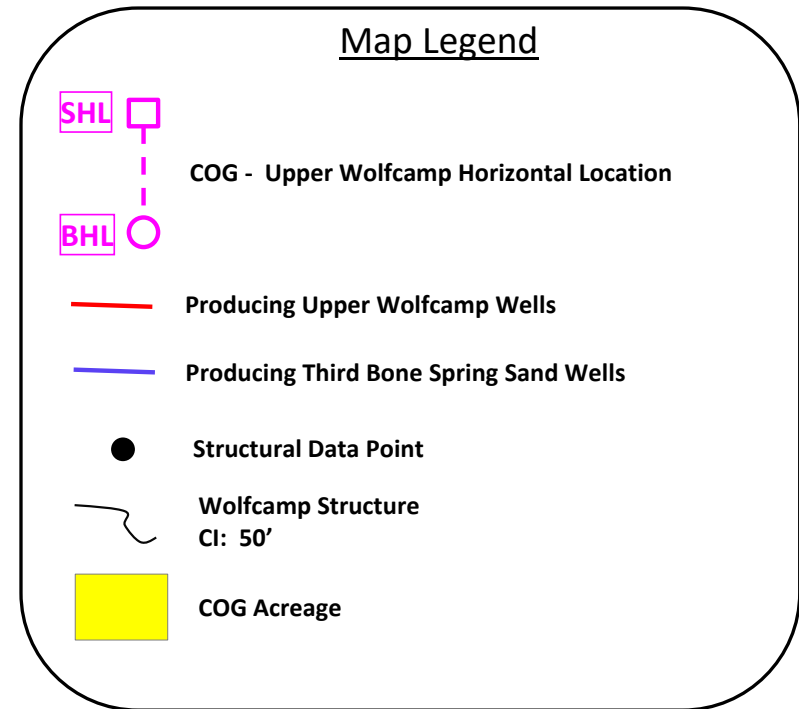 Map Legend
SHL
COG - Upper Wolfcamp Horizontal Location
BHL
Producing Upper Wolfcamp Wells
Producing Third Bone Spring Sand Wells
Structural Data Point
Wolfcamp Structure
CI: 50’
COG Acreage